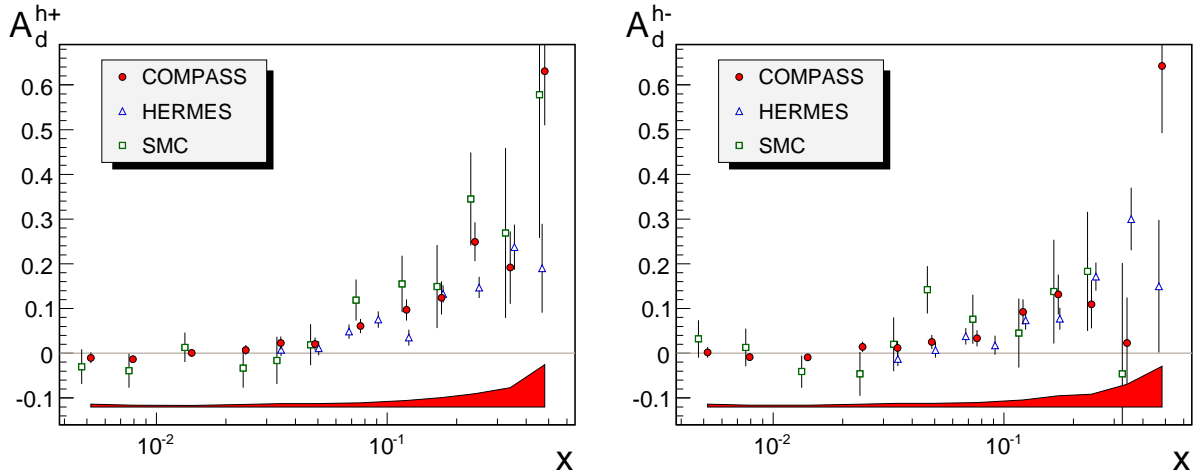 A_d^{h+}
0.6
0.5
0.4
0.3
0.2
0.1
0
-0.1
COMPASS
HERMES
SMC
10^{-2}
10^{-1}
x
A_d^{h-}
0.6
0.5
0.4
0.3
0.2
0.1
0
-0.1
COMPASS
HERMES
SMC
10^{-2}
10^{-1}
x